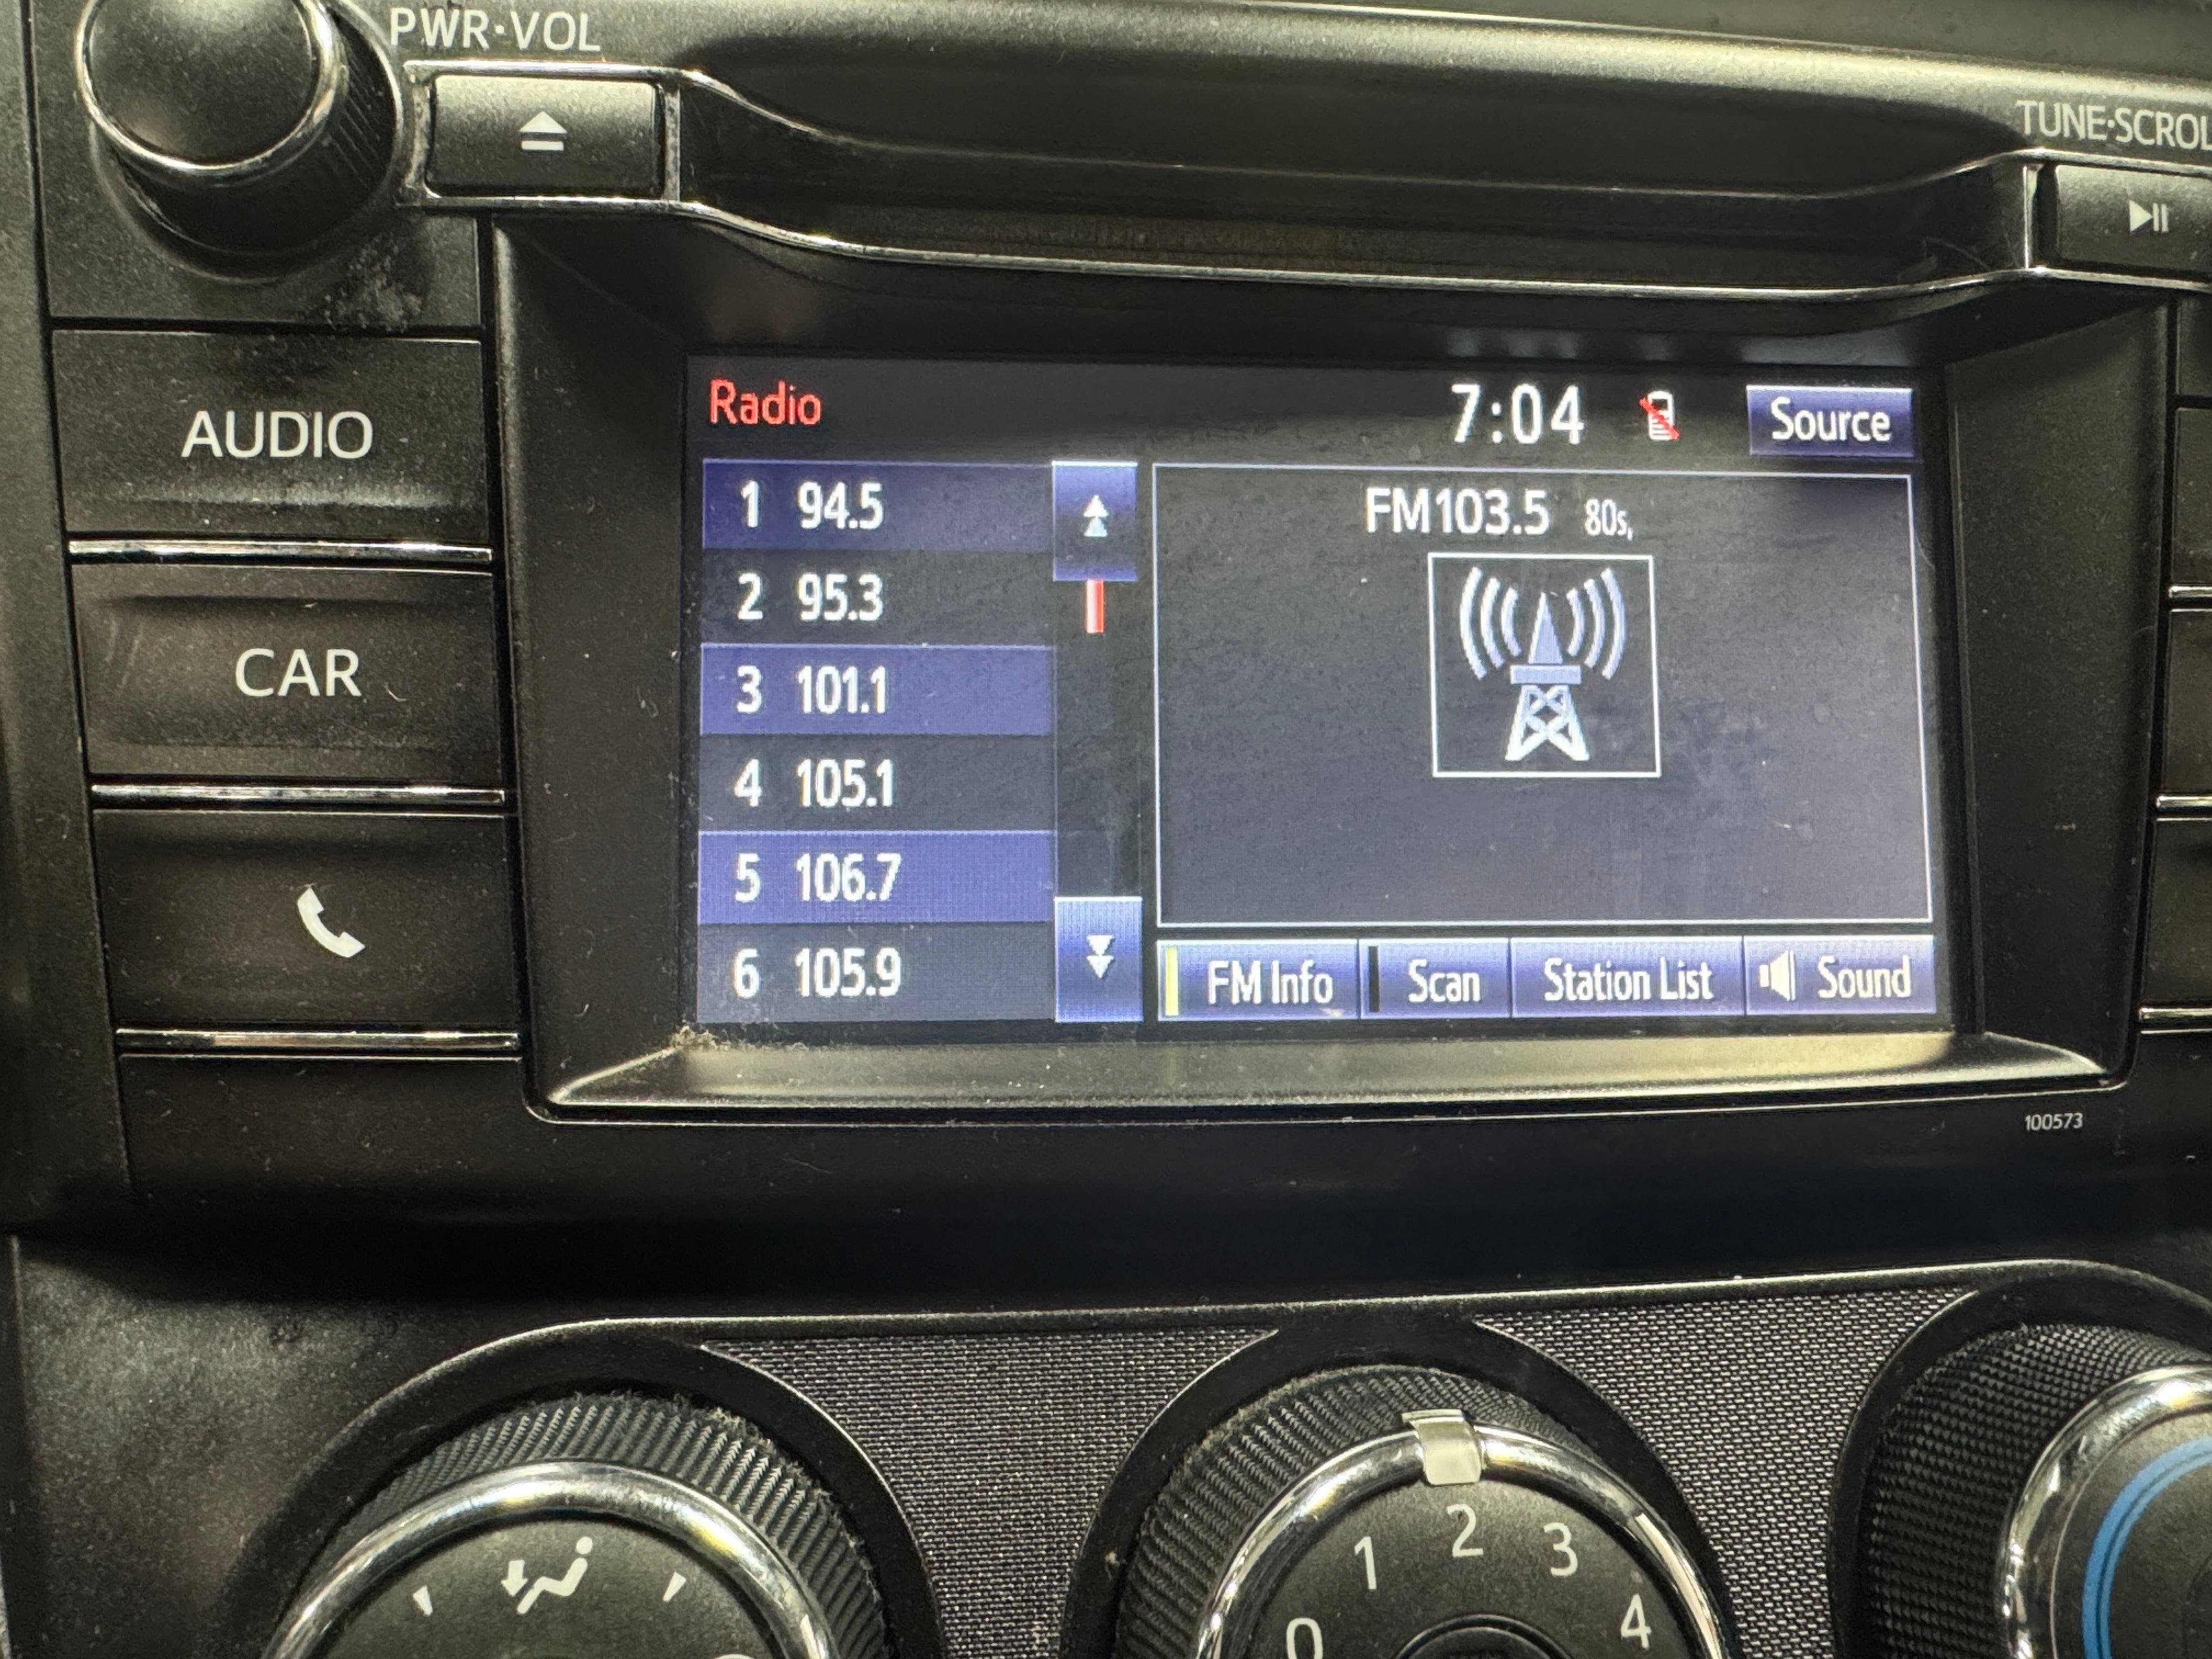 PWR·VOL
TUNE·SCROL
AUDIO
CAR
Radio
7:04
Source
1 94.5
2 95.3
3 101.1
4 105.1
5 106.7
6 105.9
FM103.5 80s,
FM Info
Scan
Station List
Sound
100573
0 1 2 3 4